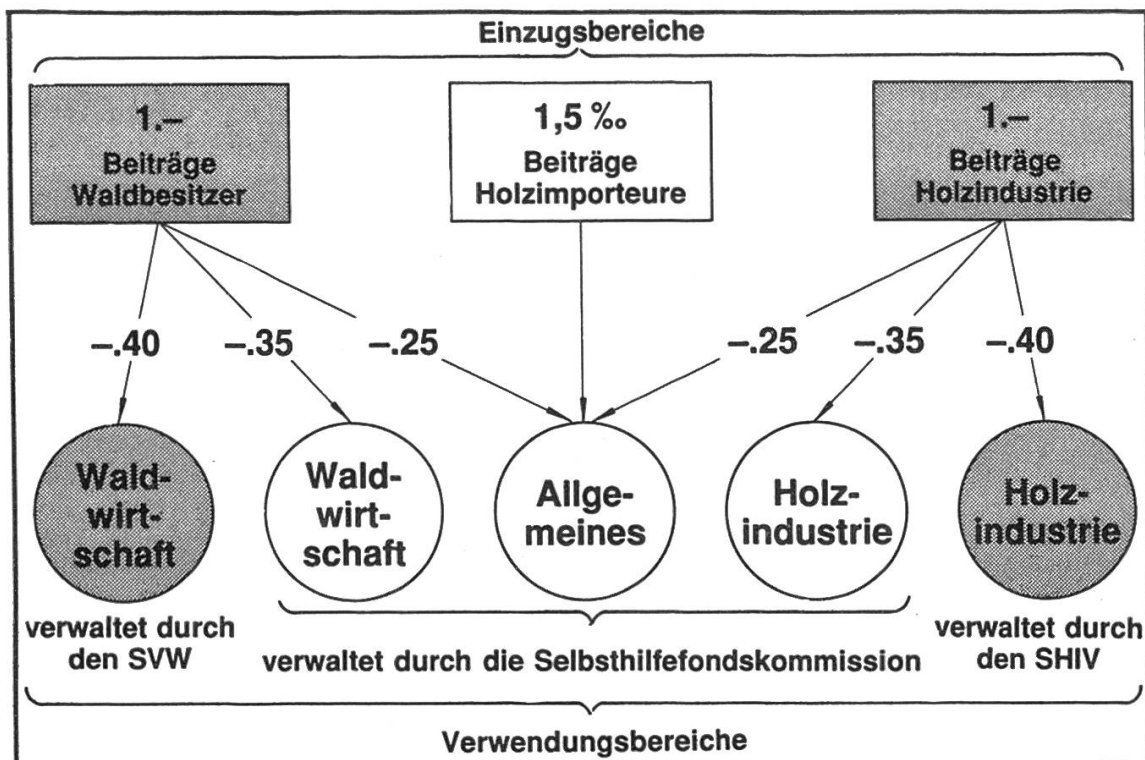 Einzugsbereiche
1.–
Beiträge
Waldbesitzer
1,5 ‰
Beiträge
Holzimporteure
1.–
Beiträge
Holzindustrie
–.40
–.35
–.25
–.25
–.35
–.40
Wald-
wirt-
schaft
Wald-
wirt-
schaft
Allge-
meines
Holz-
industrie
Holz-
industrie
verwaltet durch
den SVW
verwaltet durch die Selbsthilfefondskommission
verwaltet durch
den SHIV
Verwendungsbereiche